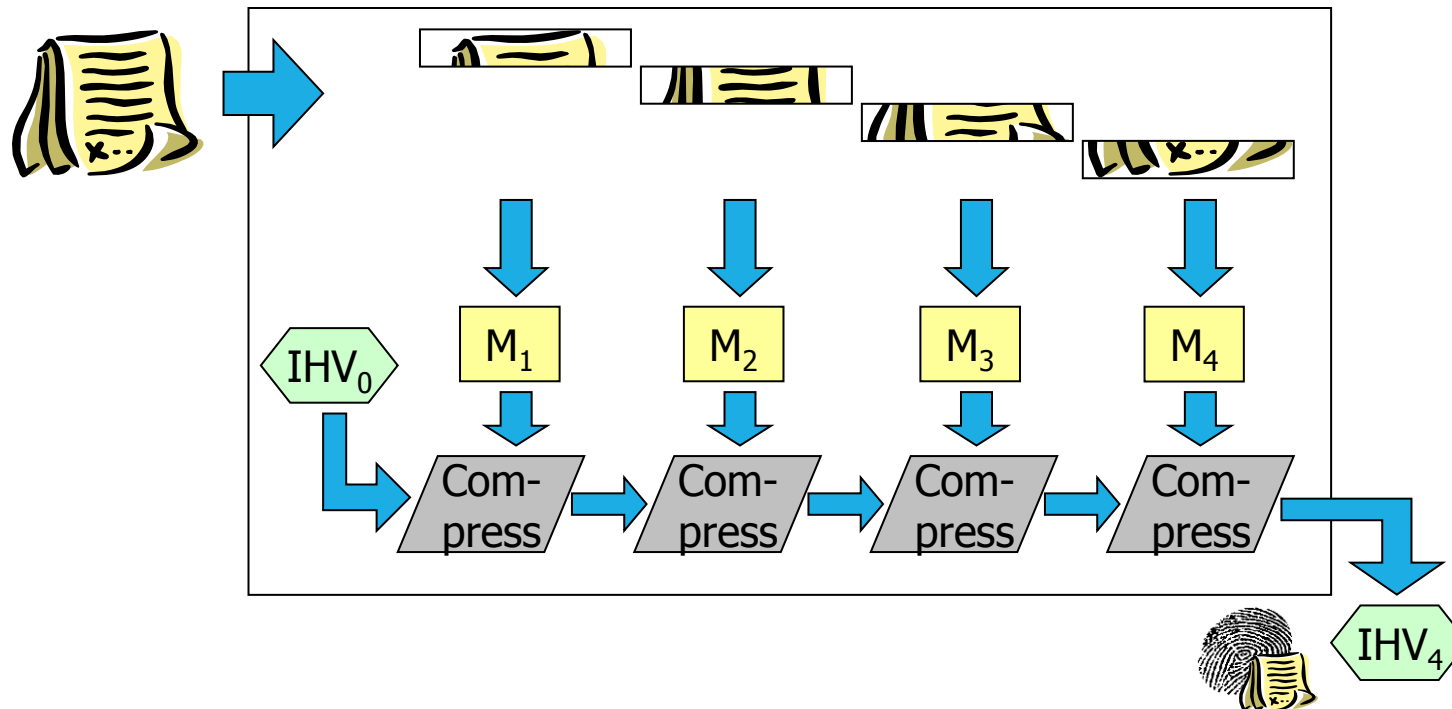 M₁ M₂ M₃ M₄
IHV₀
Com-
press
Com-
press
Com-
press
Com-
press
IHV₄